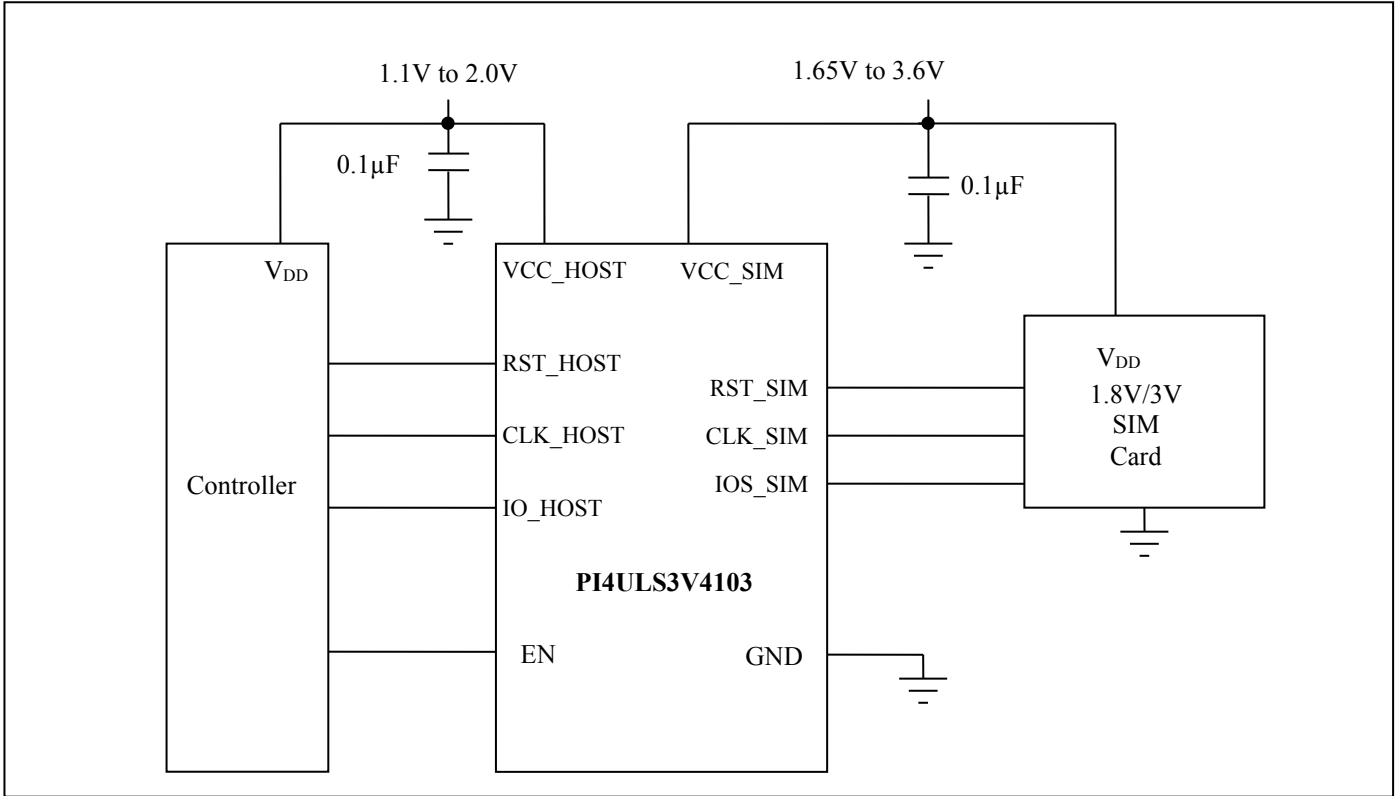 1.1V to 2.0V
1.65V to 3.6V
0.1µF
0.1µF
VDD
VCC_HOST
VCC_SIM
RST_HOST
CLK_HOST
IO_HOST
RST_SIM
CLK_SIM
IOS_SIM
Controller
PI4ULS3V4103
EN
GND
VDD
1.8V/3V
SIM
Card